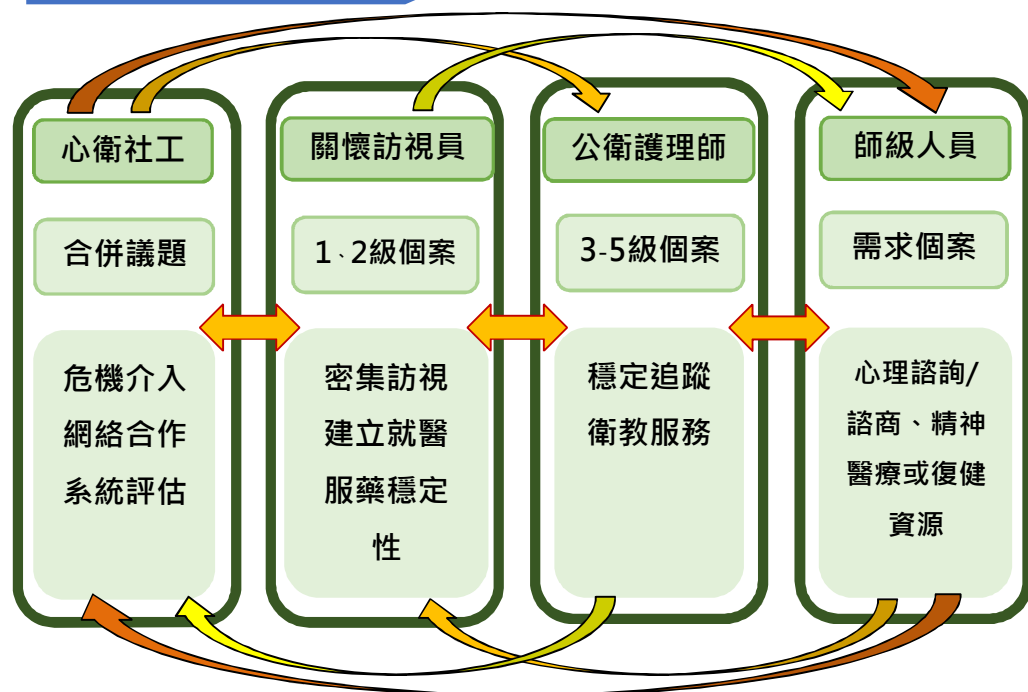 心衛社工
合併議題
危機介入
網絡合作
系統評估
關懷訪視員
1、2級個案
密集訪視
建立就醫
服藥穩定
性
公衛護理師
3-5級個案
穩定追蹤
衛教服務
師級人員
需求個案
心理諮詢/
諮商、精神
醫療或復健
資源